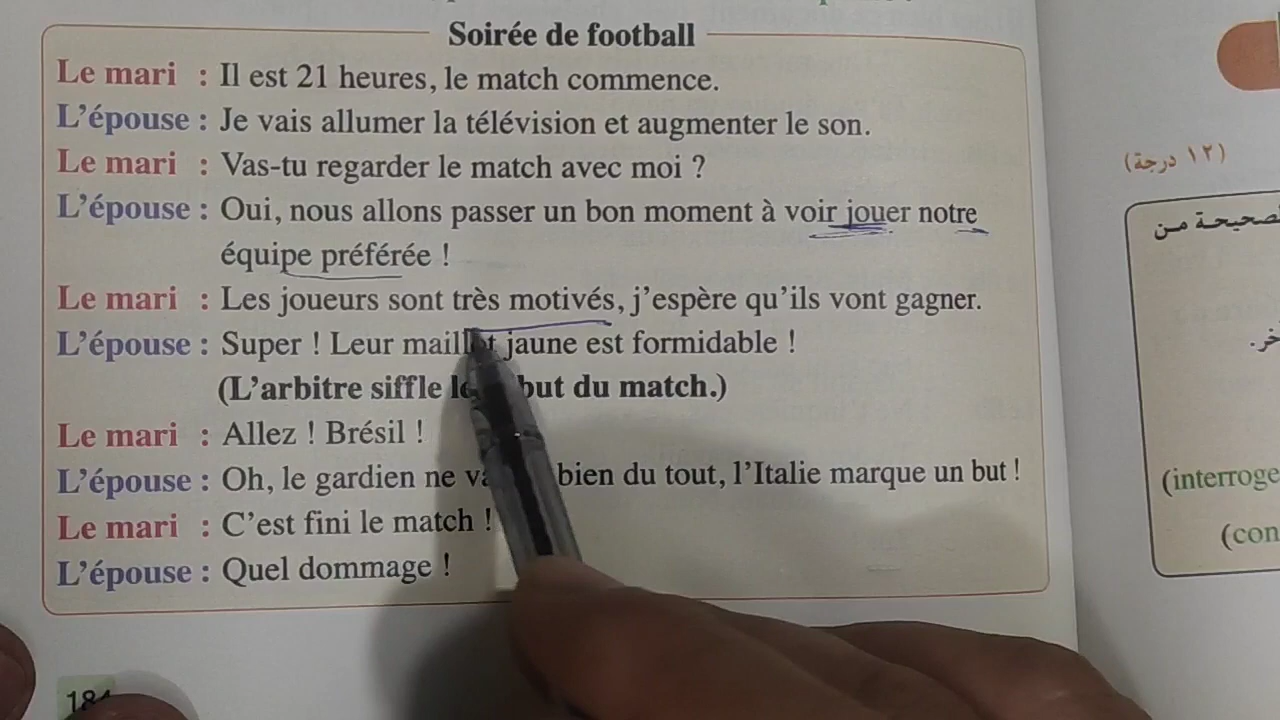 Soirée de football
Le mari : Il est 21 heures, le match commence.
L'épouse : Je vais allumer la télévision et augmenter le son.
Le mari : Vas-tu regarder le match avec moi ?
L'épouse : Oui, nous allons passer un bon moment à voir jouer notre
équipe préférée !
Le mari : Les joueurs sont très motivés, j'espère qu'ils vont gagner.
L'épouse : Super ! Leur maillot jaune est formidable !
(L'arbitre siffle but du match.)
Le mari : Allez ! Brésil !
L'épouse : Oh, le gardien ne bien du tout, l'Italie marque un but !
Le mari : C'est fini le match !
L'épouse : Quel dommage !
(١٢ درجة)
من
(interroge
(con
184